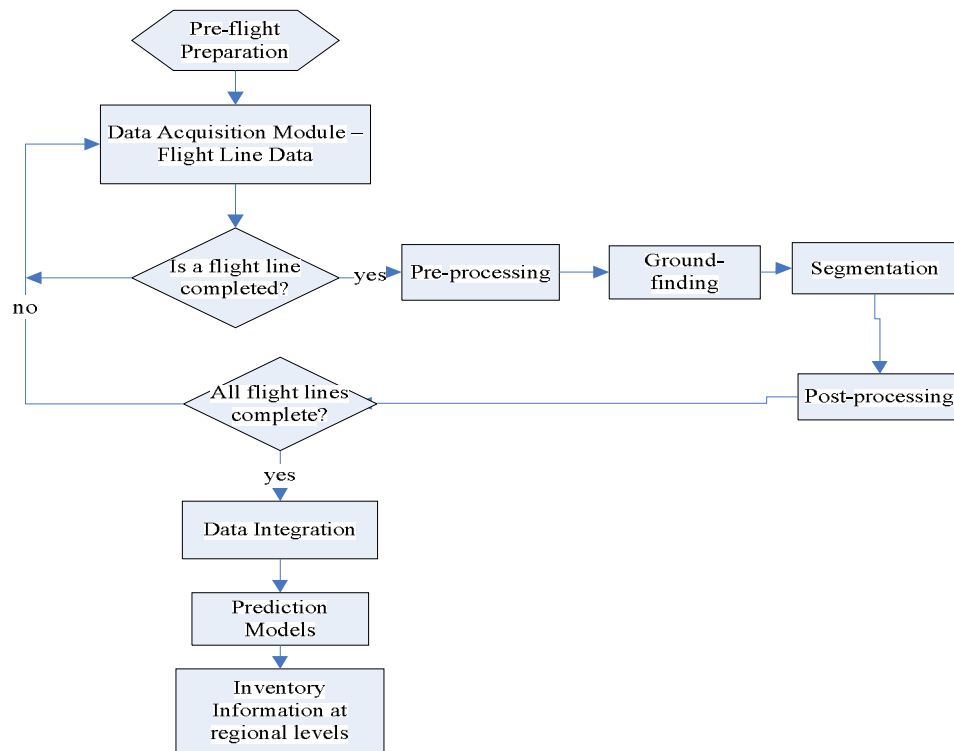 Pre-flight
Preparation
Data Acquisition Module –
Flight Line Data
Is a flight line
completed?
yes
Pre-processing
Ground-
finding
Segmentation
no
All flight lines
complete?
Post-processing
yes
Data Integration
Prediction
Models
Inventory
Information at
regional levels